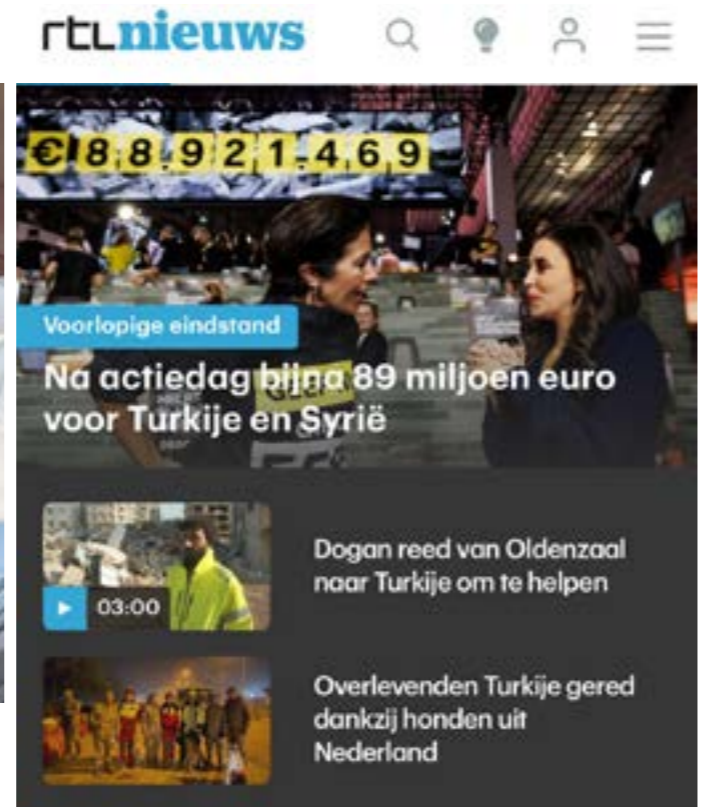 rtlnieuws
€88.921.469
Voorlopige eindstand
Na actiedag bijna 89 miljoen euro
voor Turkije en Syrië
03:00
Dogan reed van Oldenzaal
naar Turkije om te helpen
Overlevenden Turkije gered
dankzij honden uit
Nederland